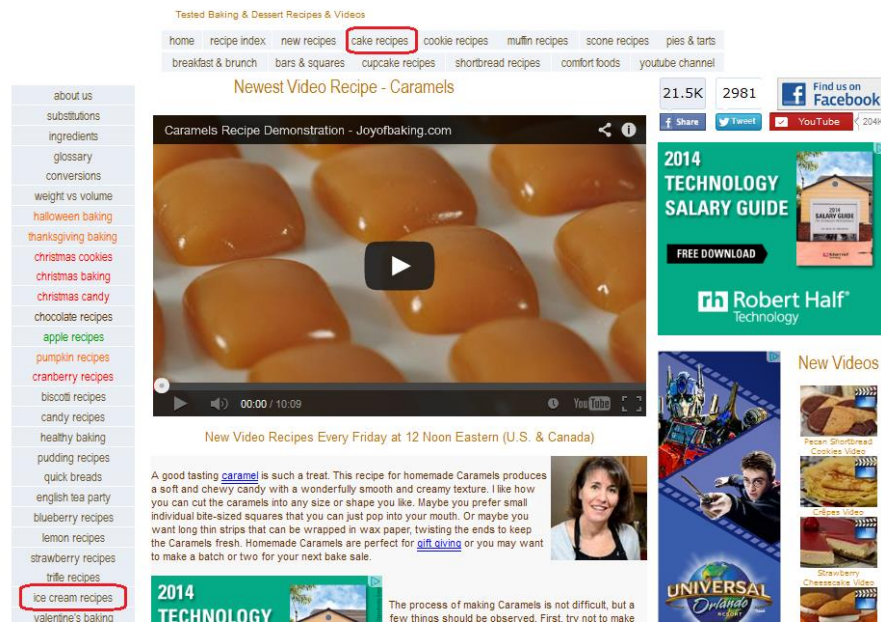 Tested Baking & Dessert Recipes & Videos
home recipe index new recipes cake recipes cookie recipes muffin recipes scone recipes pies & tarts
breakfast & brunch bars & squares cupcake recipes shortbread recipes comfort foods youtube channel
about us
substitutions
ingredients
glossary
conversions
weight vs volume
halloween baking
thanksgiving baking
christmas cookies
christmas baking
christmas candy
chocolate recipes
apple recipes
pumpkin recipes
cranberry recipes
biscotti recipes
candy recipes
healthy baking
pudding recipes
quick breads
english tea party
blueberry recipes
lemon recipes
strawberry recipes
trifle recipes
ice cream recipes
valentine's baking
Newest Video Recipe - Caramels
Caramels Recipe Demonstration - Joyofbaking.com
00:00 / 10:09
YouTube
New Video Recipes Every Friday at 12 Noon Eastern (U.S. & Canada)
A good tasting caramel is such a treat. This recipe for homemade Caramels produces
a soft and chewy candy with a wonderfully smooth and creamy texture. I like how
you can cut the caramels into any size or shape you like. Maybe you prefer small
individual bite-sized squares that you can just pop into your mouth. Or maybe you
want long thin strips that can be wrapped in wax paper, twisting the ends to keep
the Caramels fresh. Homemade Caramels are perfect for gift giving or you may want
to make a batch or two for your next bake sale.
2014
TECHNOLOGY
The process of making Caramels is not difficult, but a
few things should be observed. First, try not to make
21.5K 2981
Find us on
Facebook
Share Tweet YouTube 204K
2014
TECHNOLOGY
SALARY GUIDE
FREE DOWNLOAD
2014
SALARY GUIDE
rh Robert Half®
Technology
UNIVERSAL
Orlando
RESORT
New Videos
Pecan Shortbread
Cookies Video
Crêpes Video
Strawberry
Cheesecake Video